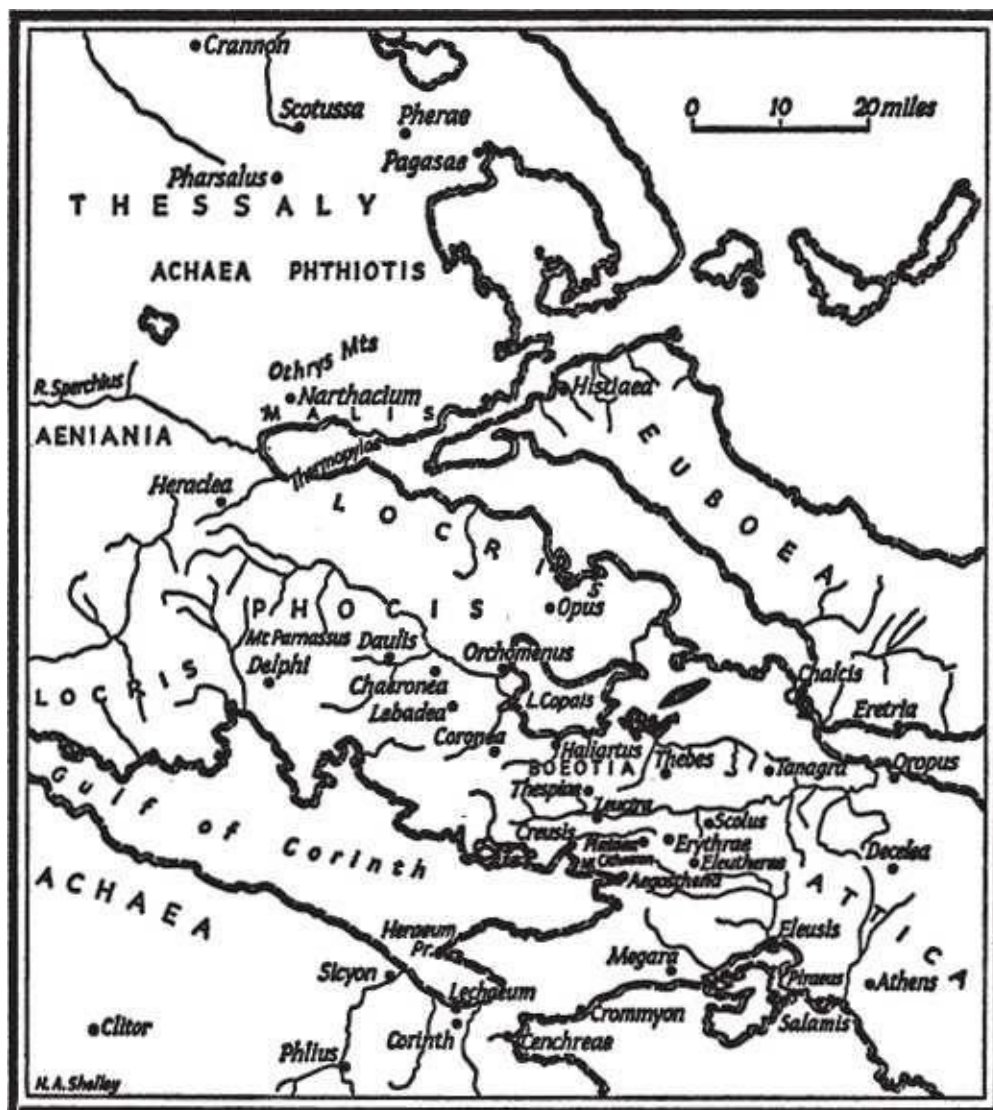 Crannon
Scotussa
Pherae
0 10 20 miles
Pagasae
Pharsalus
THESSALY
ACHAEA PHTHIOTIS
Othrys Mts
R. Sperchius
Narthacium
Histiaea
MALIS
AENIANIA
Thermopylae
EUBOEA
Heraclea
LOCRIS
PHOCIS
Opus
Mt Parnassus
Daulis
Orchomenus
Delphi
Chaeronea
Chalcis
LOCRIS
Lebadea
L. Copais
Eretria
Coronea
Haliartus
BOEOTIA
Thebes
Tanagra
Oropus
Thespiae
Leuctra
Scolus
Gulf of Corinth
Creusis
Plataea
Erythrae
Mt Cithaeron
Eleutherae
Decelea
Aegosthena
ACHAEA
ATTICA
Heraeum
Pr.
Eleusis
Sicyon
Megara
Piraeus
Athens
Lechaeum
Crommyon
Salamis
Clitor
Corinth
Cenchreae
Phlius
H. A. Shelley